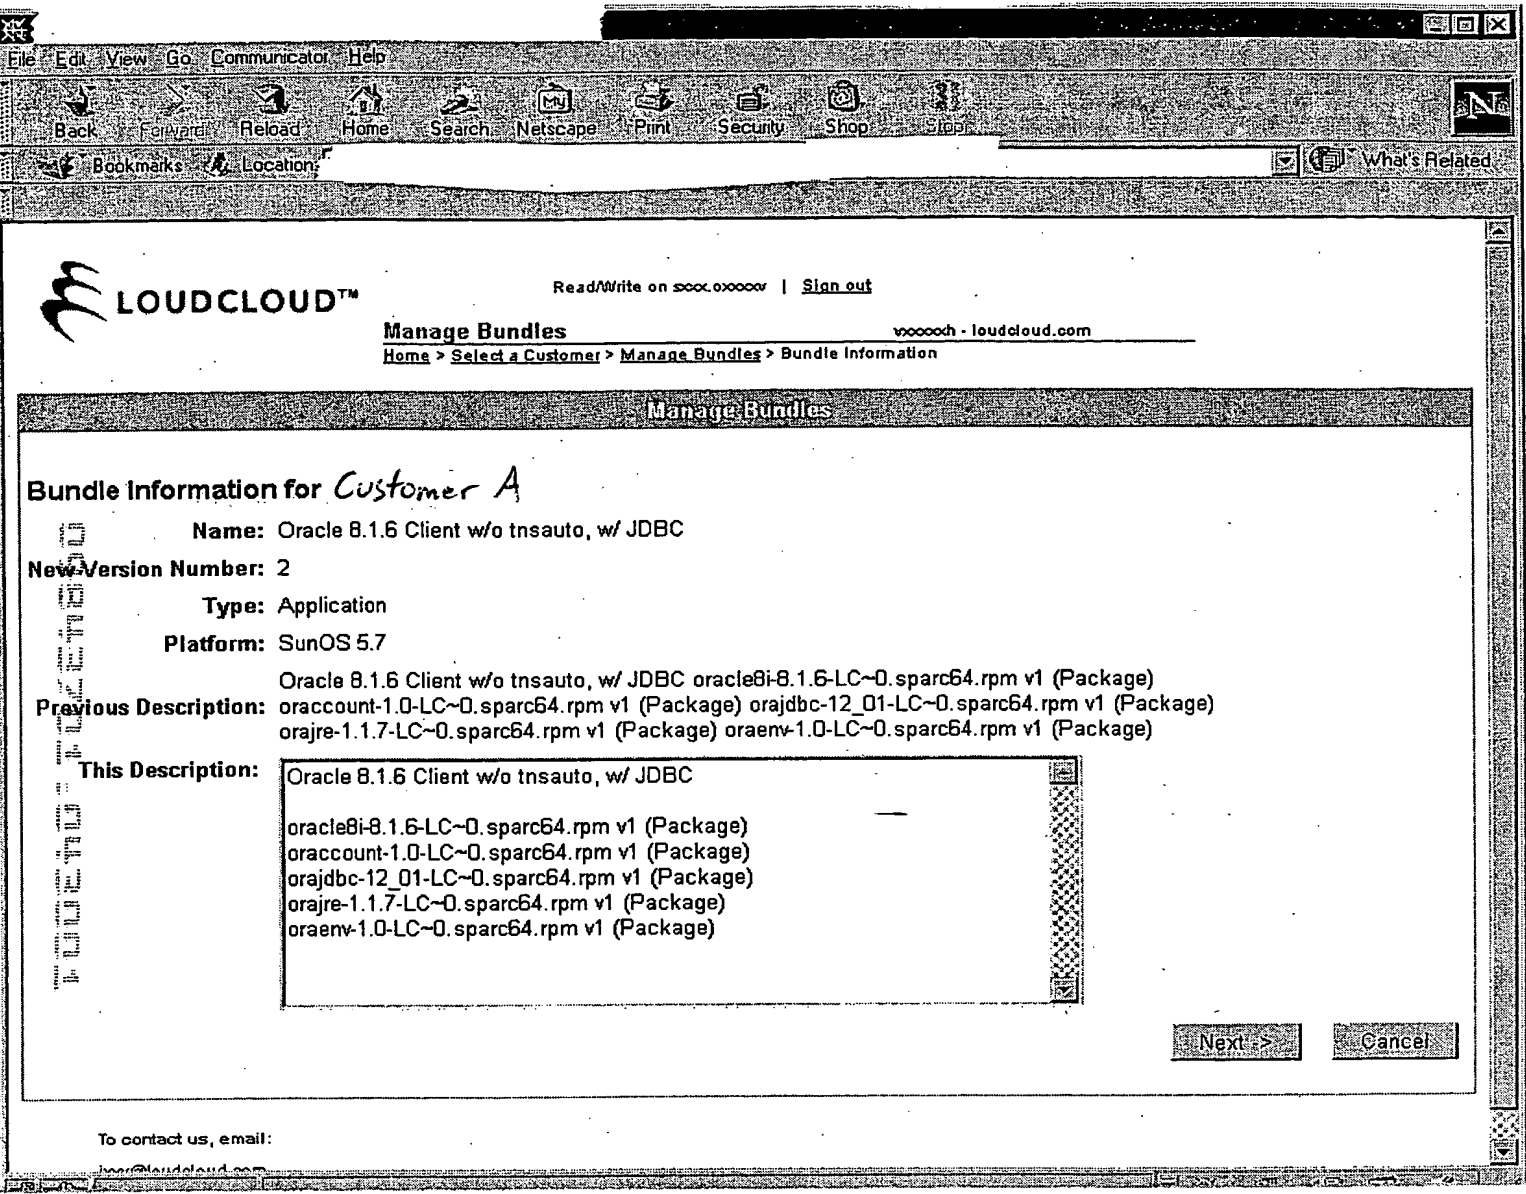 File Edit View Go Communicator Help
Back Forward Reload Home Search Netscape Print Security Shop Stop
Bookmarks Location: What's Related
LOUDCLOUD™
Read/Write on | Sign out
Manage Bundles - loudcloud.com
Home > Select a Customer > Manage Bundles > Bundle Information
Manage Bundles
Bundle Information for Customer A
Name: Oracle 8.1.6 Client w/o tnsauto, w/ JDBC
New Version Number: 2
Type: Application
Platform: SunOS 5.7
Previous Description: Oracle 8.1.6 Client w/o tnsauto, w/ JDBC oracle8i-8.1.6-LC~0.sparc64.rpm v1 (Package)
oraccount-1.0-LC~0.sparc64.rpm v1 (Package) orajdbc-12_01-LC~0.sparc64.rpm v1 (Package)
orajre-1.1.7-LC~0.sparc64.rpm v1 (Package) oraenv-1.0-LC~0.sparc64.rpm v1 (Package)
This Description: Oracle 8.1.6 Client w/o tnsauto, w/ JDBC
oracle8i-8.1.6-LC~0.sparc64.rpm v1 (Package)
oraccount-1.0-LC~0.sparc64.rpm v1 (Package)
orajdbc-12_01-LC~0.sparc64.rpm v1 (Package)
orajre-1.1.7-LC~0.sparc64.rpm v1 (Package)
oraenv-1.0-LC~0.sparc64.rpm v1 (Package)
Next -> Cancel
To contact us, email: